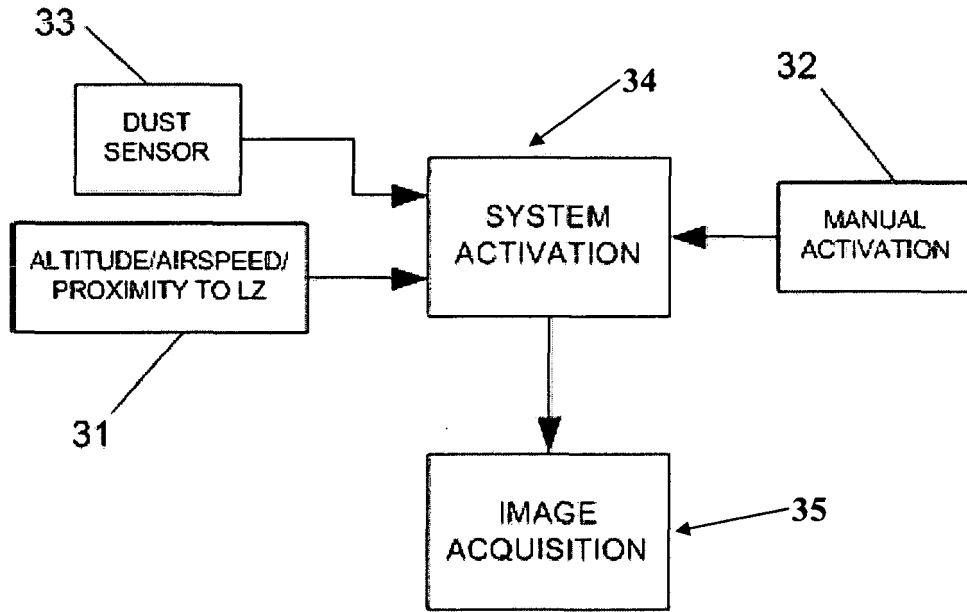 33
DUST
SENSOR
34
32
SYSTEM
ACTIVATION
MANUAL
ACTIVATION
ALTITUDE/AIRSPEED/
PROXIMITY TO LZ
31
IMAGE
ACQUISITION
35